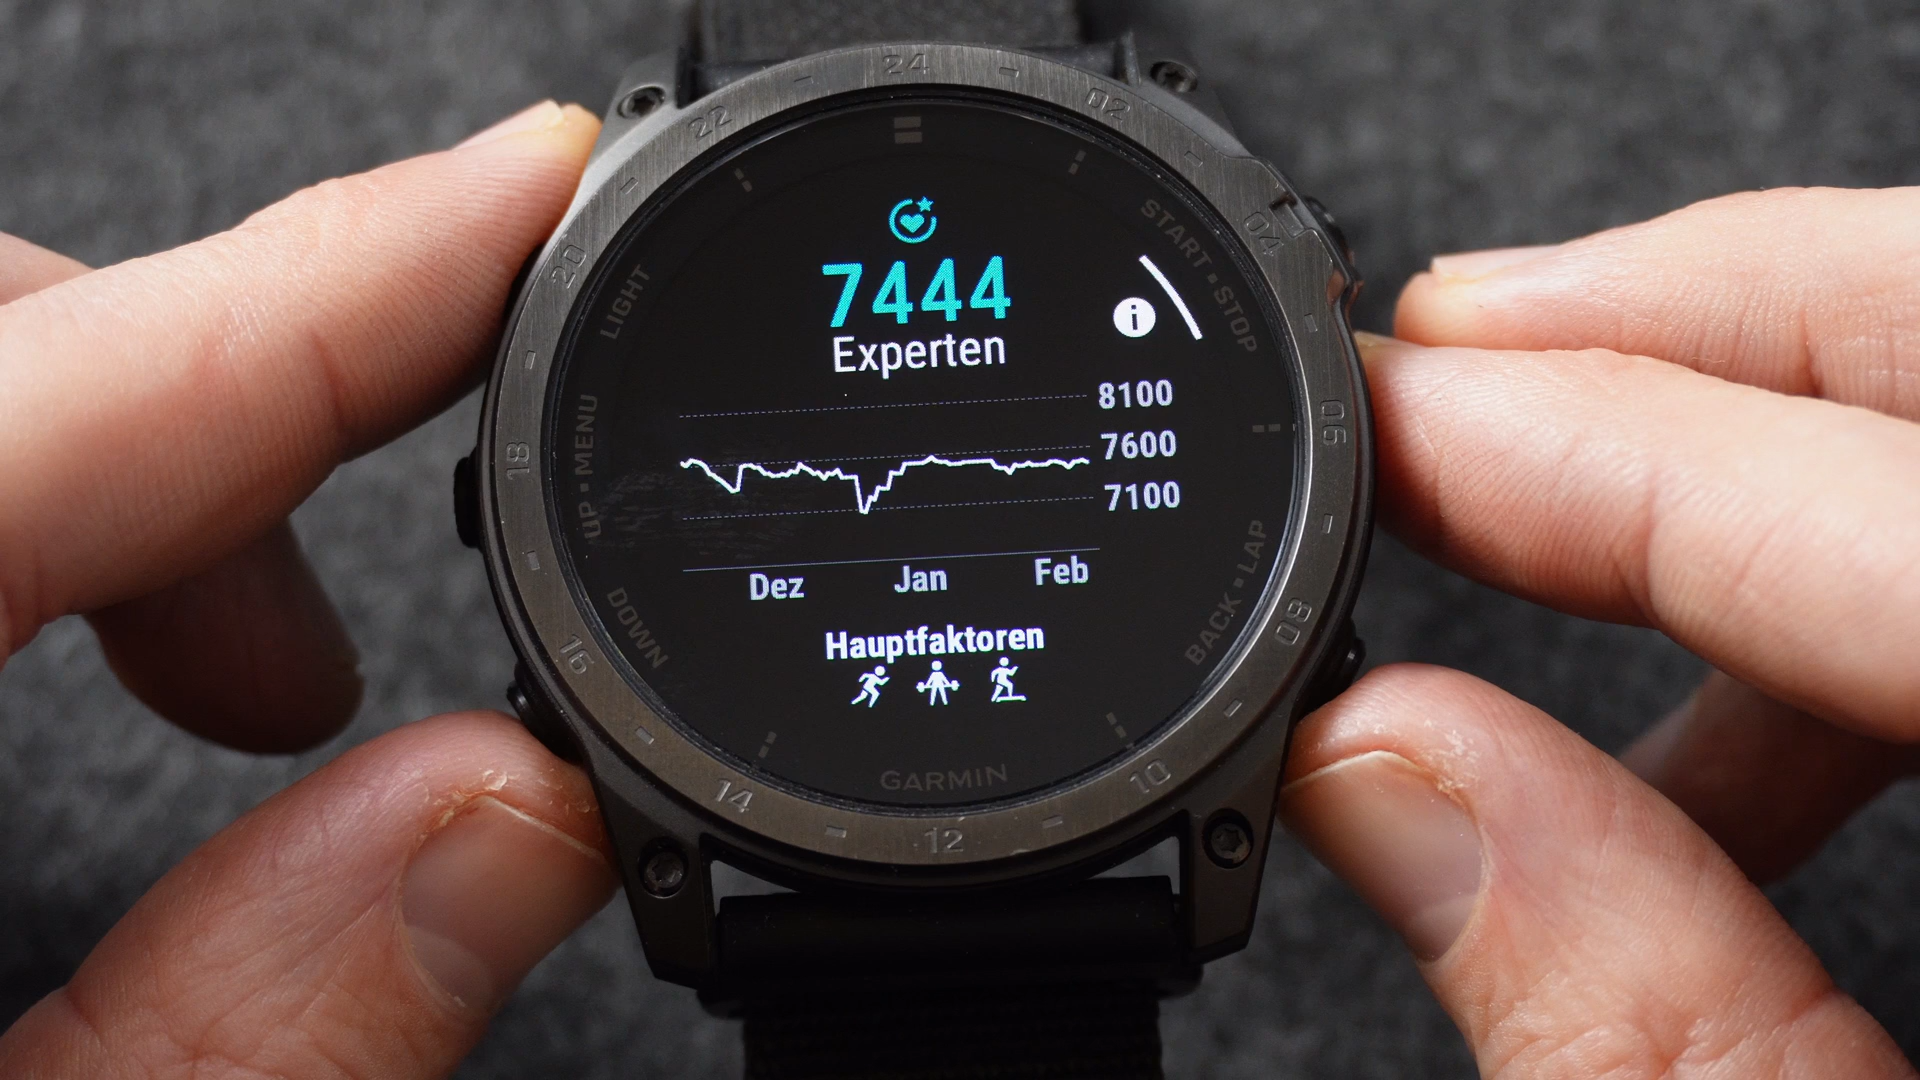 24
02
04
06
08
10
12
14
16
18
20
22
LIGHT
UP•MENU
DOWN
START•STOP
BACK•LAP
7444
i
Experten
8100
7600
7100
Dez Jan Feb
Hauptfaktoren
GARMIN